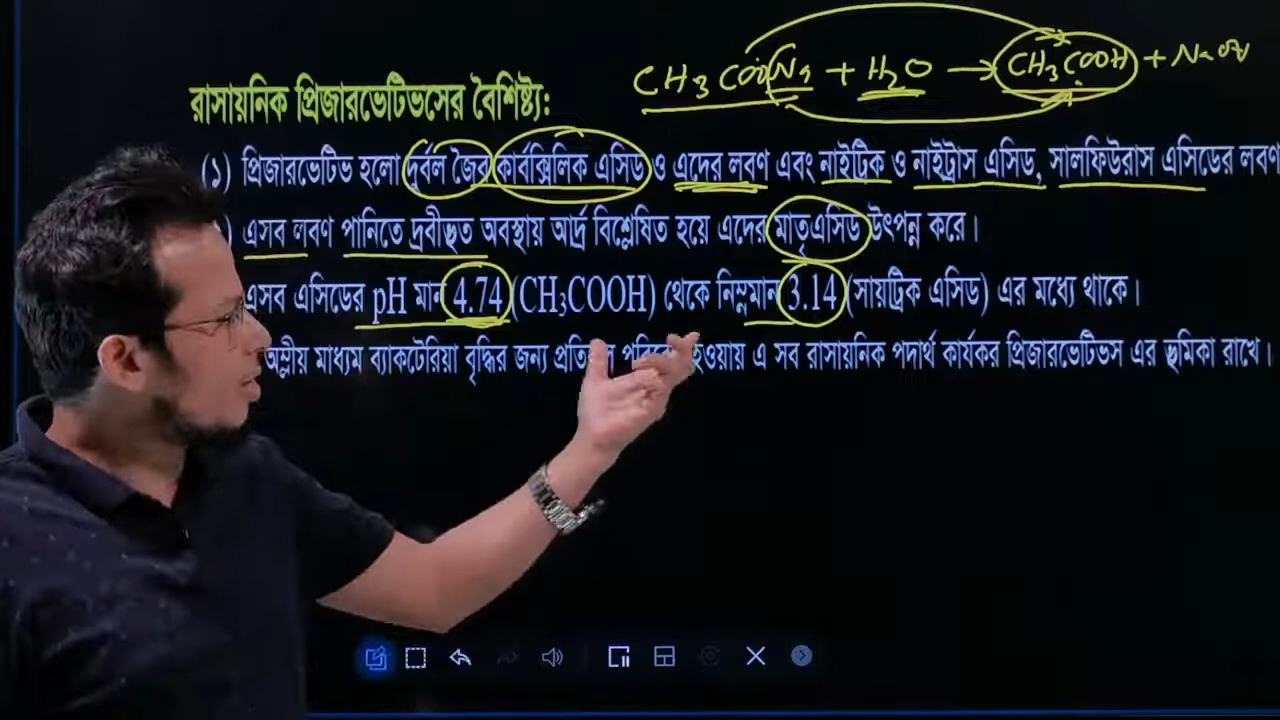 CH₃COONa + H₂O → CH₃COOH + NaOH
রাসায়নিক প্রিজারভেটিভসের বৈশিষ্ট্য:
(১) প্রিজারভেটিভ হলো দুর্বল জৈব কার্বক্সিলিক এসিড ও এদের লবণ এবং নাইট্রিক ও নাইট্রাস এসিড, সালফিউরাস এসিডের লবণ
) এসব লবণ পানিতে দ্রবীভূত অবস্থায় আর্দ্র বিশ্লেষিত হয়ে এদের মাতৃএসিড উৎপন্ন করে।
এসব এসিডের pH মান 4.74 (CH₃COOH) থেকে নিম্নমান 3.14 (সায়ট্রিক এসিড) এর মধ্যে থাকে।
অম্লীয় মাধ্যম ব্যাকটেরিয়া বৃদ্ধির জন্য হওয়ায় এ সব রাসায়নিক পদার্থ কার্যকর প্রিজারভেটিভস এর ভূমিকা রাখে।